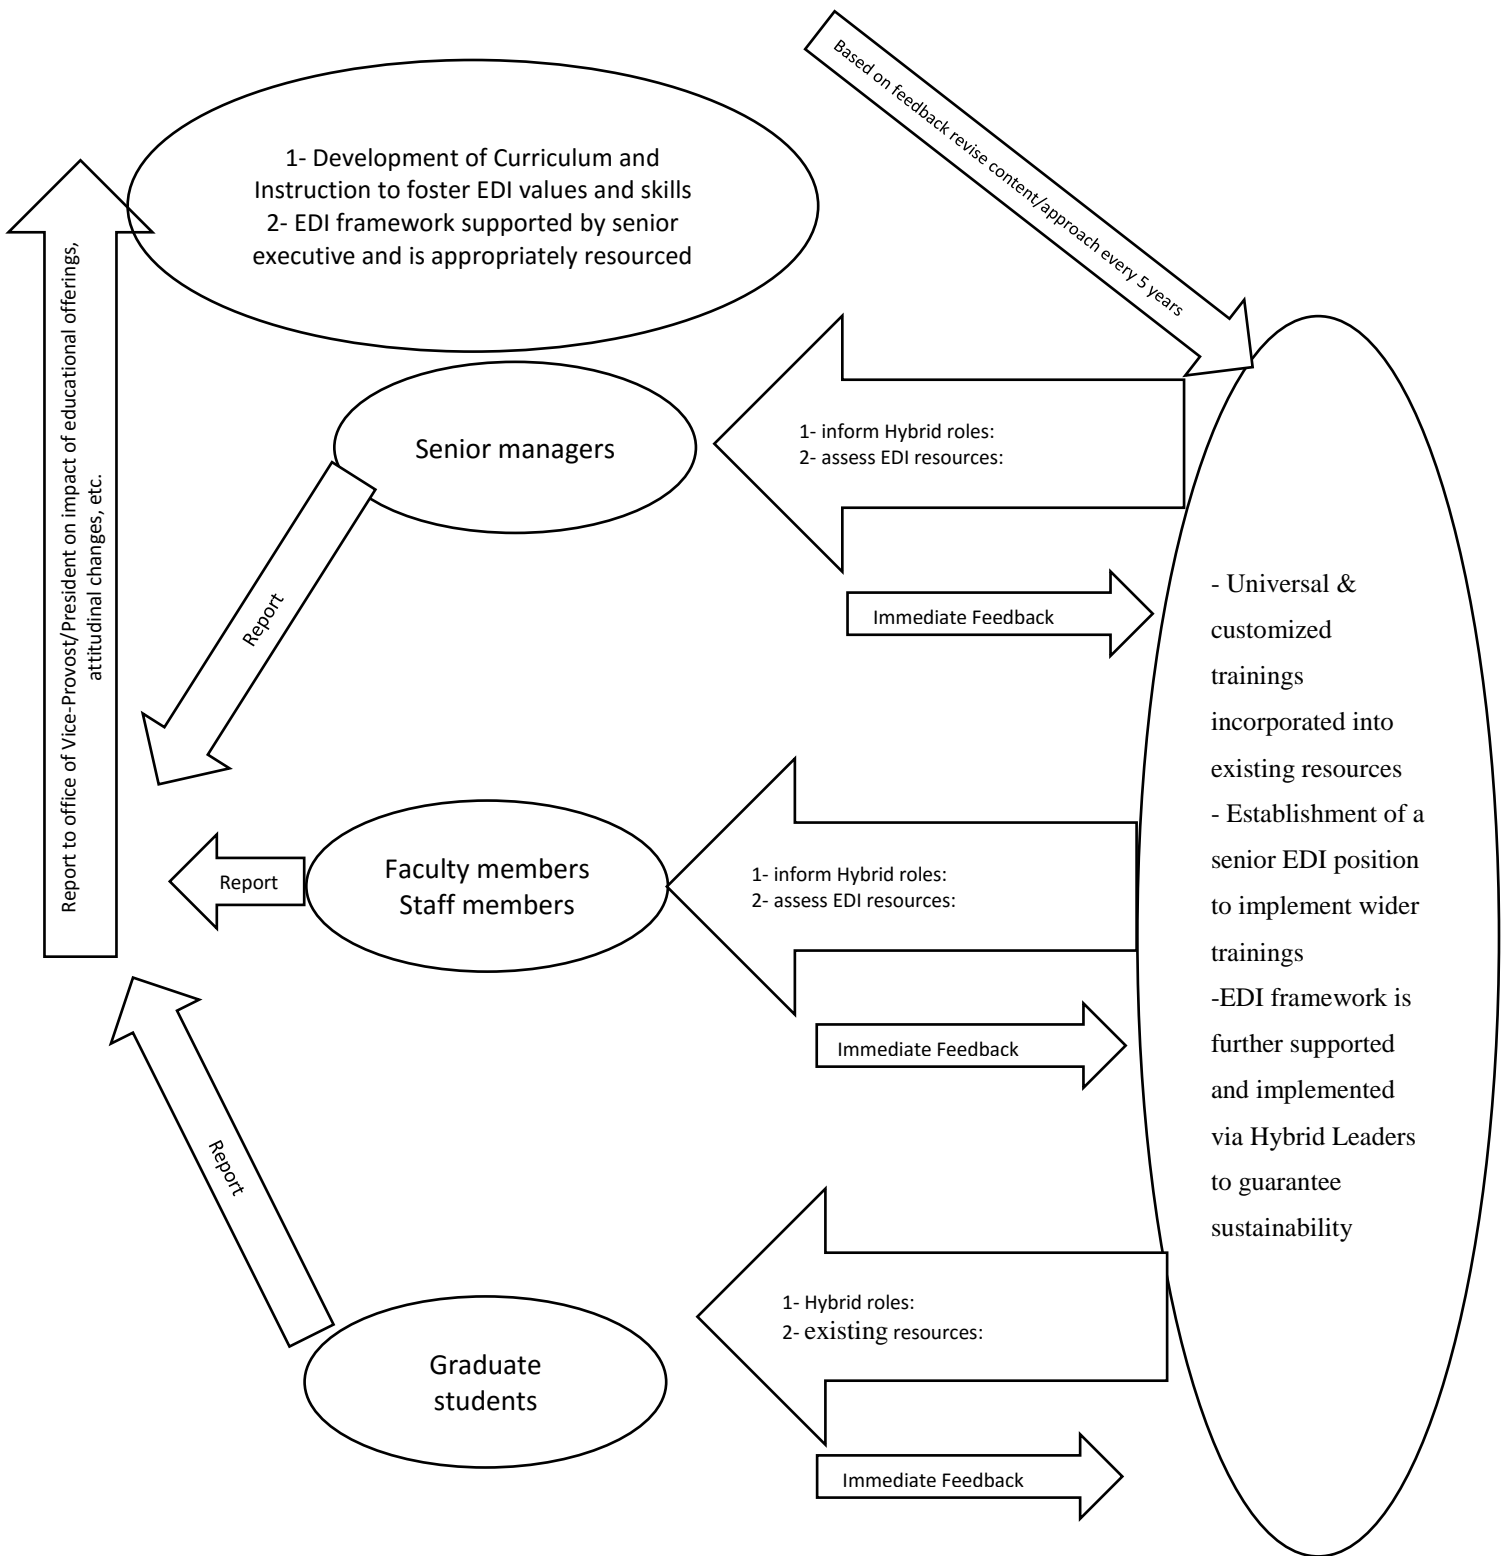 Based on feedback revise content/approach every 5 years
1- Development of Curriculum and
Instruction to foster EDI values and skills
2- EDI framework supported by senior
executive and is appropriately resourced
Report to office of Vice-Provost/President on impact of educational offerings,
attitudinal changes, etc.
Senior managers
1- inform Hybrid roles:
2- assess EDI resources:
Report
Immediate Feedback
- Universal &
customized
trainings
incorporated into
existing resources
- Establishment of a
senior EDI position
to implement wider
trainings
-EDI framework is
further supported
and implemented
via Hybrid Leaders
to guarantee
sustainability
Report
Faculty members
Staff members
1- inform Hybrid roles:
2- assess EDI resources:
Immediate Feedback
Report
Graduate
students
1- Hybrid roles:
2- existing resources:
Immediate Feedback